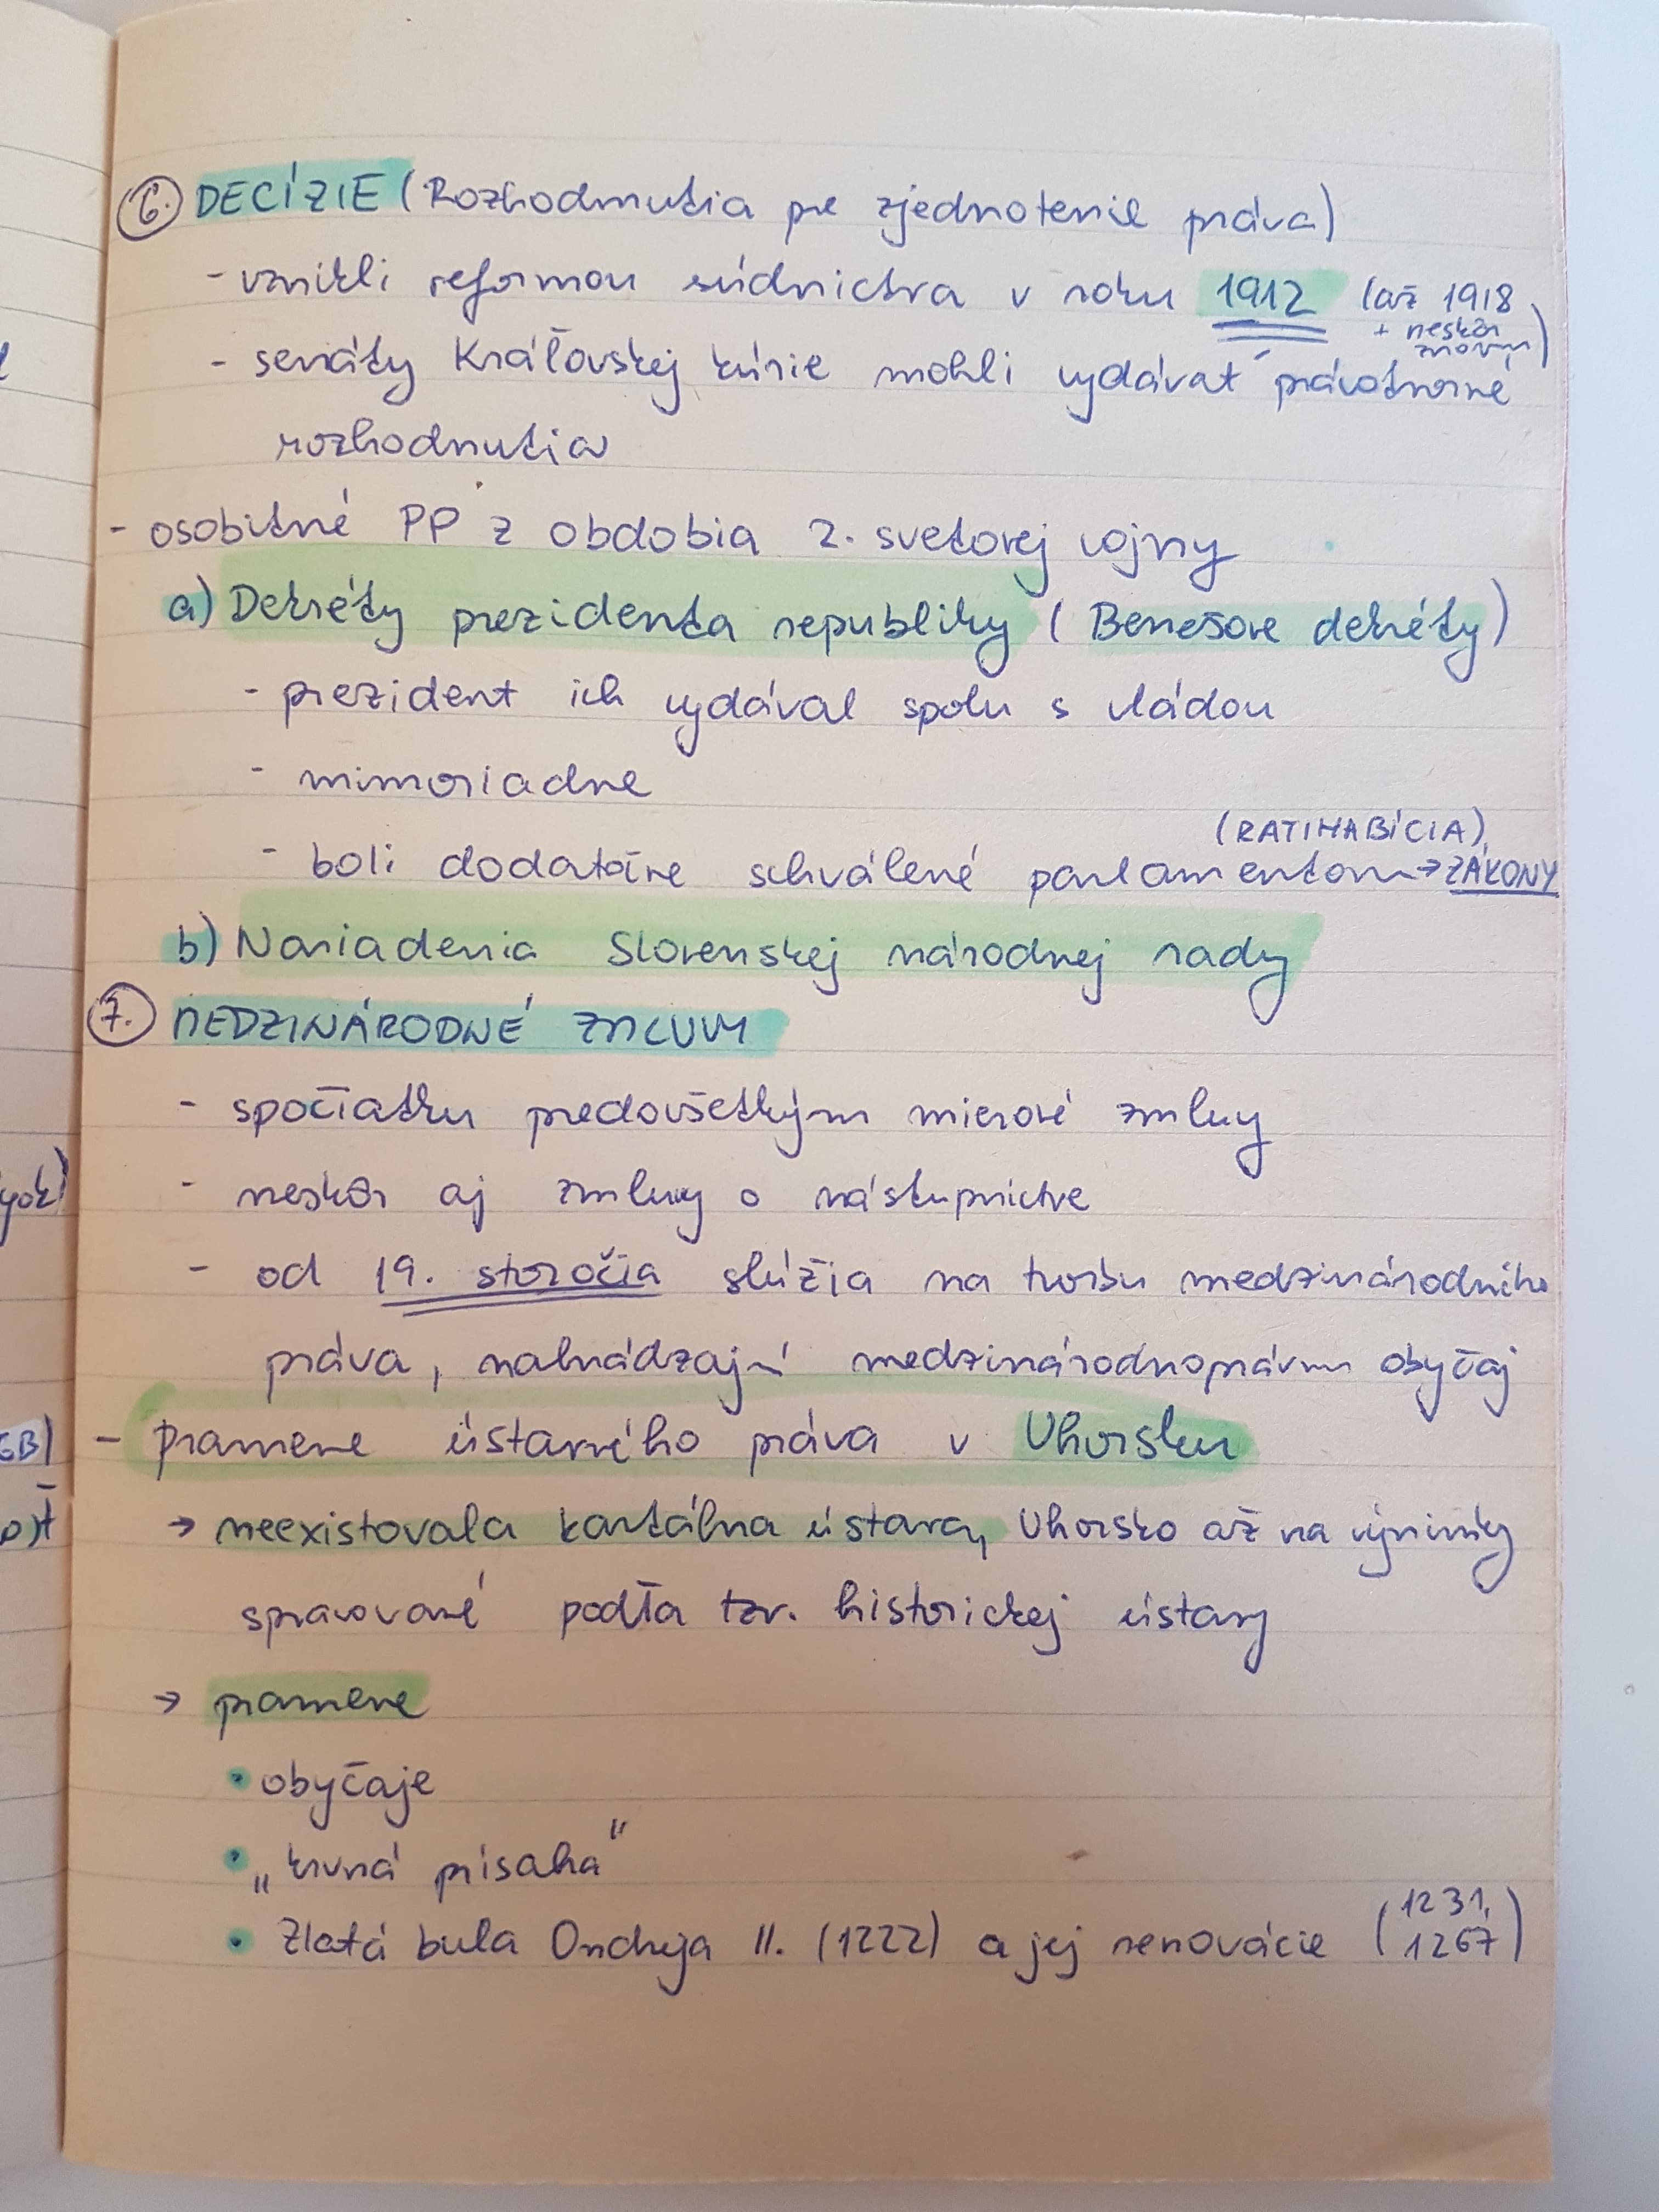 6. DECÍZIE (Rozhodnutia pre zjednotenie práva)
- vznikli reformou súdnictva v roku 1912 (až 1918
+ neskôr
znovu)
- senáty Kráľovskej kúrie mohli vydávať právotvorné
rozhodnutia
- osobitné PP z obdobia 2. svetovej vojny
a) Dekréty prezidenta republiky (Benešove dekréty)
- prezident ich vydával spolu s vládou
- mimoriadne
(RATIHABÍCIA)
- boli dodatočne schválené parlamentom → ZÁKONY
b) Nariadenia Slovenskej národnej rady
7. MEDZINÁRODNÉ ZMLUVY
- spočiatku predovšetkým mierové zmluvy
- neskôr aj zmluvy o nástupníctve
- od 19. storočia slúžia na tvorbu medzinárodného
práva, nahrádzajú medzinárodnoprávnu obyčaj
- pramene ústavného práva v Uhorsku
→ neexistovala kartálna ústava, Uhorsko až na výnimky
spravované podľa tzv. historickej ústavy
→ pramene
• obyčaje
• „krvná prísaha"
• Zlatá bula Ondreja II. (1222) a jej renovácie (1231,
1267)